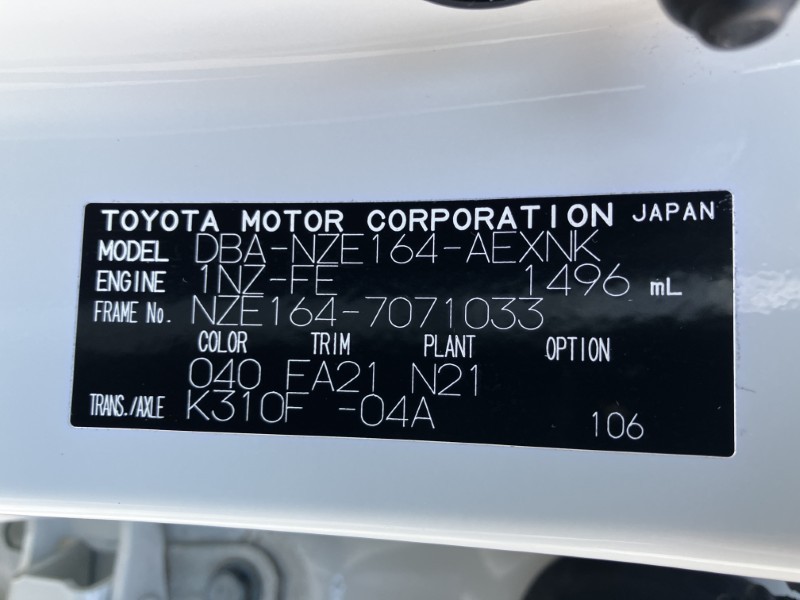 TOYOTA MOTOR CORPORATION JAPAN
MODEL DBA-NZE164-AEXNK
ENGINE 1NZ-FE 1496 mL
FRAME No. NZE164-7071033
COLOR TRIM PLANT OPTION
040 FA21 N21
TRANS./AXLE K310F -04A 106